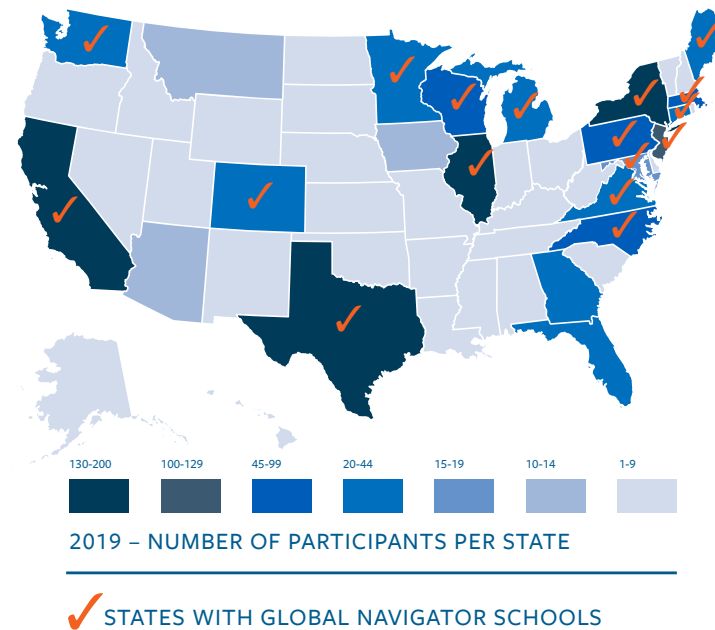 130-200 100-129 45-99 20-44 15-19 10-14 1-9
2019 – NUMBER OF PARTICIPANTS PER STATE
STATES WITH GLOBAL NAVIGATOR SCHOOLS